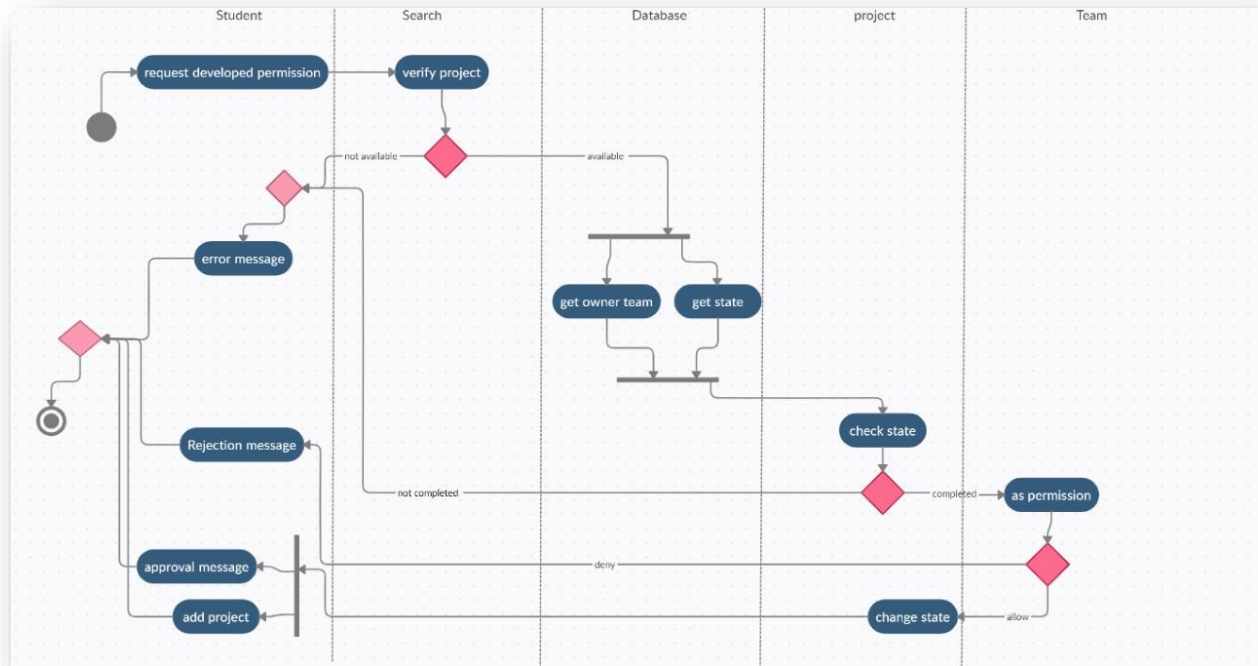 Student
Search
Database
project
Team
request developed permission
verify project
not available
available
error message
get owner team
get state
check state
Rejection message
not completed
completed
as permission
approval message
deny
add project
change state
allow